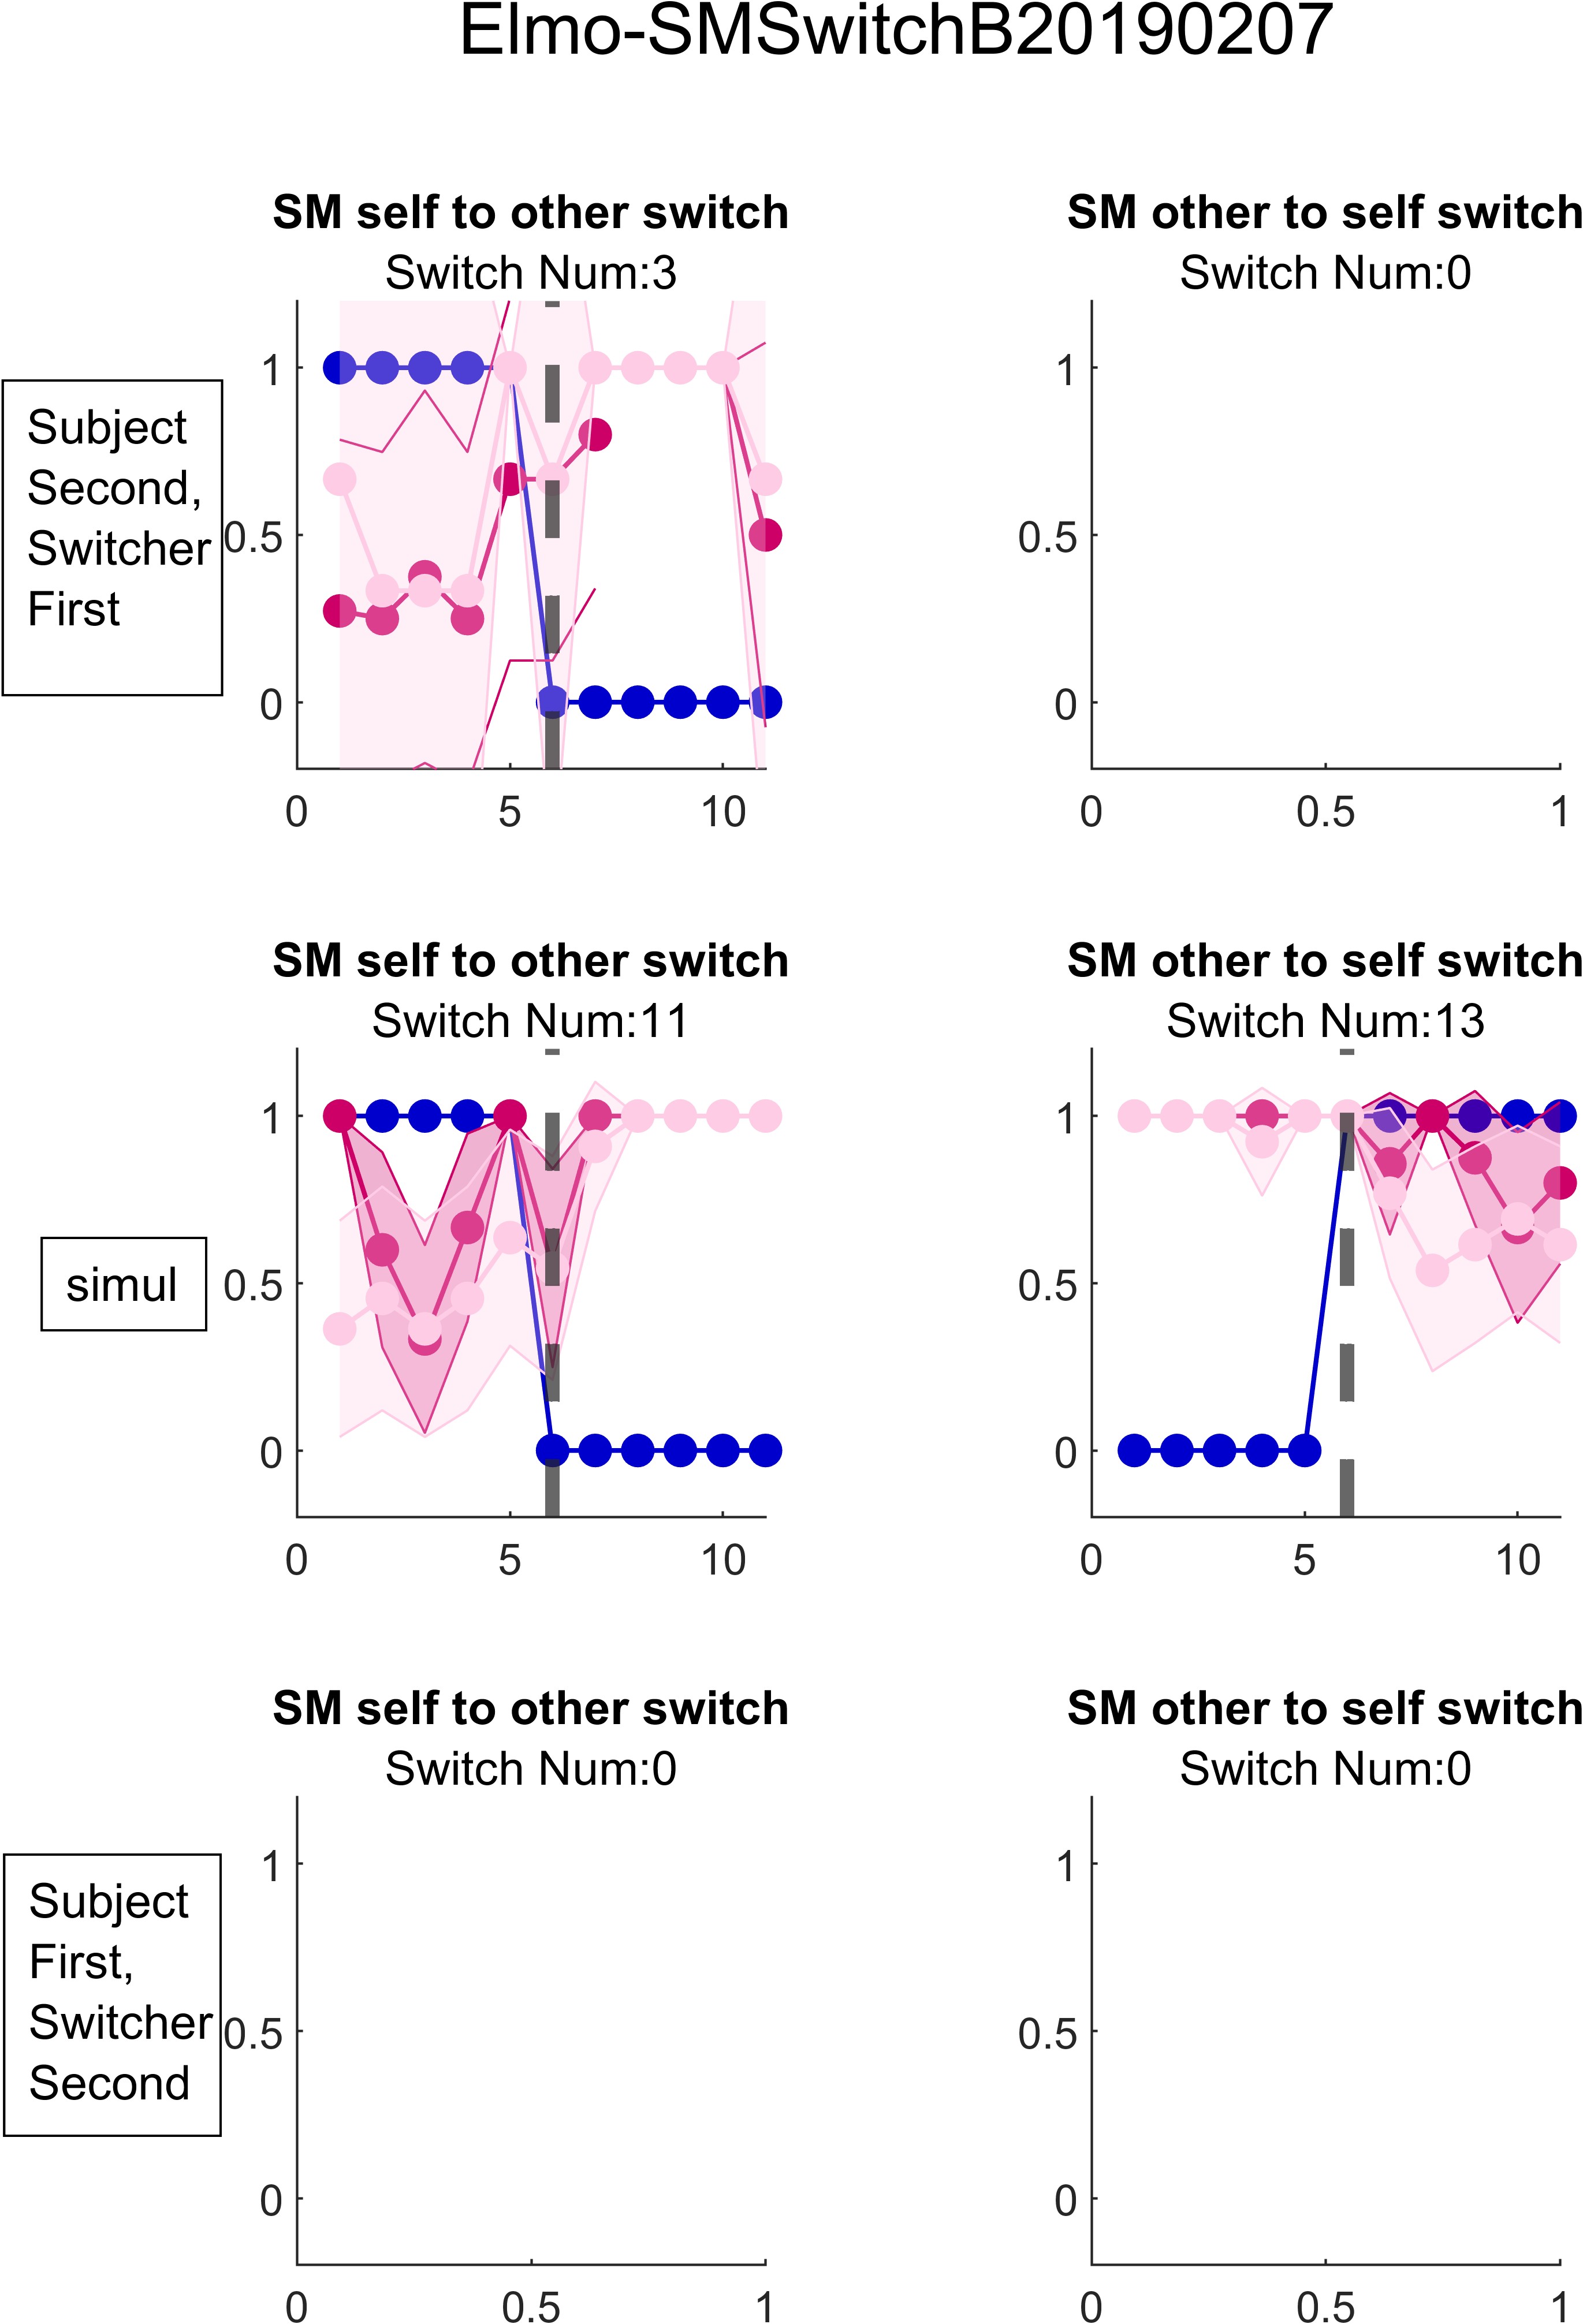 Elmo-SMSwitchB20190207
SM self to other switch
Switch Num:3
SM other to self switch
Switch Num:0
Subject
Second,
Switcher
First
1
0.5
0
0 5 10
1
0.5
0
0 0.5 1
SM self to other switch
Switch Num:11
SM other to self switch
Switch Num:13
simul
1
0.5
0
0 5 10
1
0.5
0
0 5 10
SM self to other switch
Switch Num:0
SM other to self switch
Switch Num:0
Subject
First,
Switcher
Second
1
0.5
0
0 0.5 1
1
0.5
0
0 0.5 1